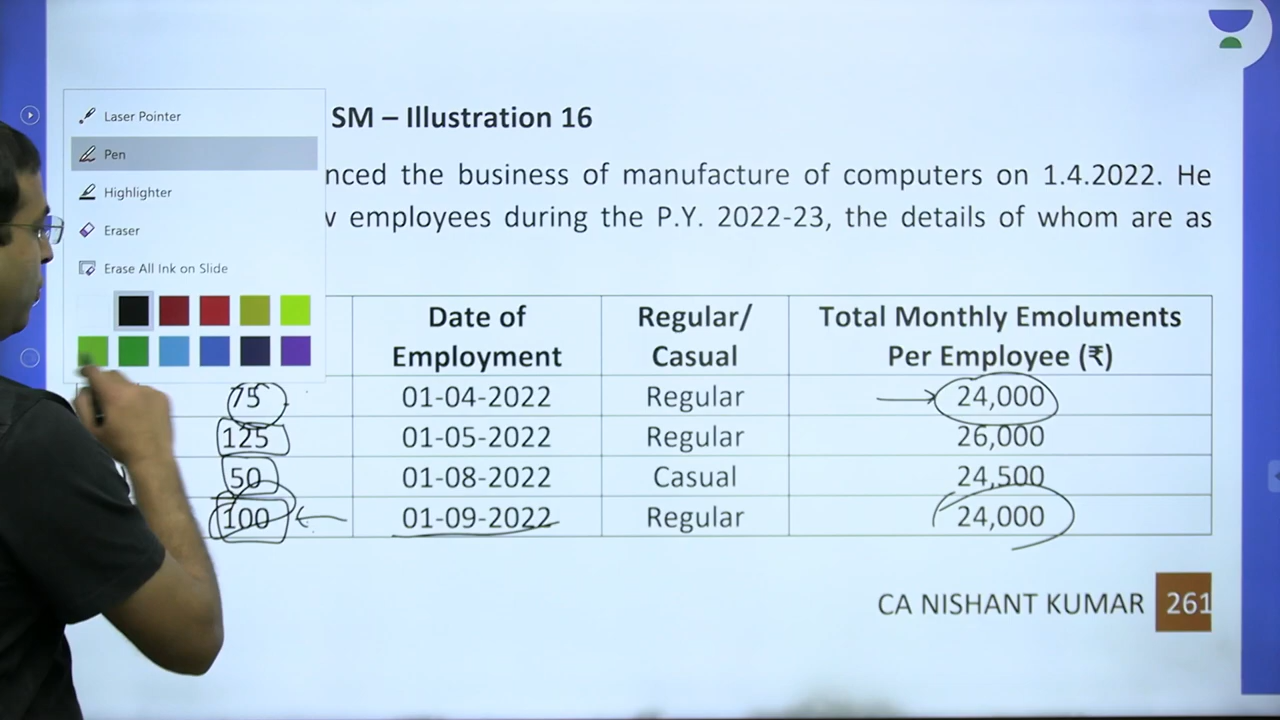 Laser Pointer
Pen
Highlighter
Eraser
Erase All Ink on Slide
SM – Illustration 16
nced the business of manufacture of computers on 1.4.2022. He
employees during the P.Y. 2022-23, the details of whom are as
Date of Employment Regular/ Casual Total Monthly Emoluments Per Employee (₹)
75 01-04-2022 Regular 24,000
125 01-05-2022 Regular 26,000
50 01-08-2022 Casual 24,500
100 01-09-2022 Regular 24,000
CA NISHANT KUMAR 261